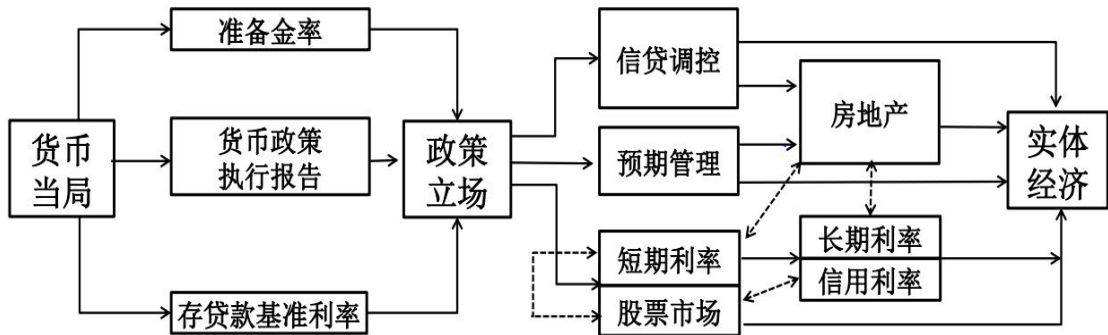 货币
当局
准备金率
货币政策
执行报告
存贷款基准利率
政策
立场
信贷调控
预期管理
短期利率
股票市场
房地产
长期利率
信用利率
实体
经济